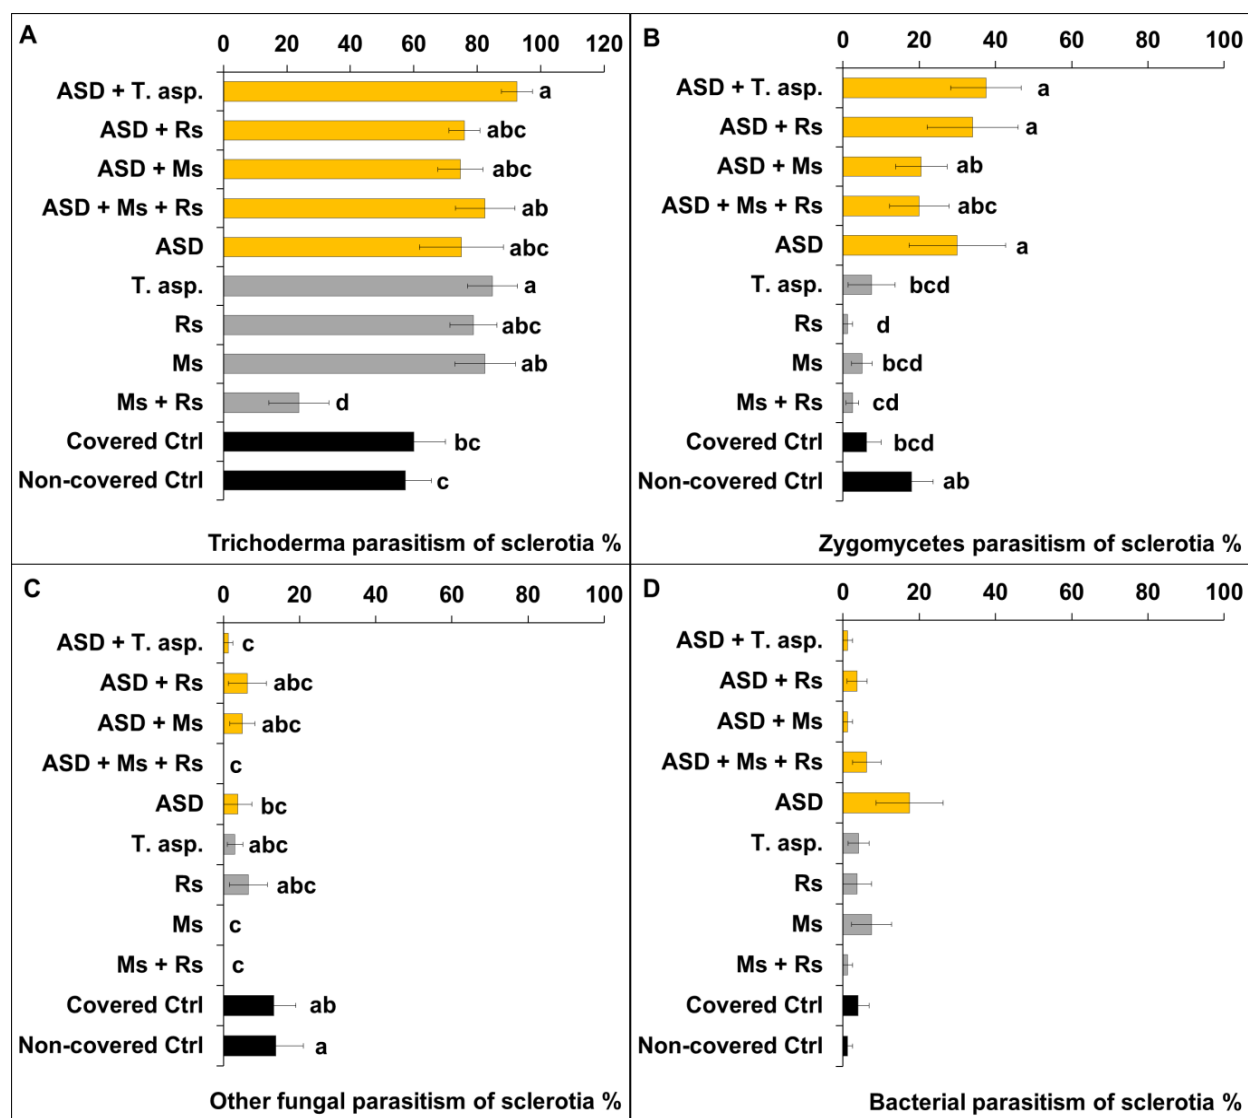 A
0 20 40 60 80 100 120
ASD + T. asp. a
ASD + Rs abc
ASD + Ms abc
ASD + Ms + Rs ab
ASD abc
T. asp. a
Rs abc
Ms ab
Ms + Rs d
Covered Ctrl bc
Non-covered Ctrl c
Trichoderma parasitism of sclerotia %
B
0 20 40 60 80 100
ASD + T. asp. a
ASD + Rs a
ASD + Ms ab
ASD + Ms + Rs abc
ASD a
T. asp. bcd
Rs d
Ms bcd
Ms + Rs cd
Covered Ctrl bcd
Non-covered Ctrl ab
Zygomycetes parasitism of sclerotia %
C
0 20 40 60 80 100
ASD + T. asp. c
ASD + Rs abc
ASD + Ms abc
ASD + Ms + Rs c
ASD bc
T. asp. abc
Rs abc
Ms c
Ms + Rs c
Covered Ctrl ab
Non-covered Ctrl a
Other fungal parasitism of sclerotia %
D
0 20 40 60 80 100
ASD + T. asp.
ASD + Rs
ASD + Ms
ASD + Ms + Rs
ASD
T. asp.
Rs
Ms
Ms + Rs
Covered Ctrl
Non-covered Ctrl
Bacterial parasitism of sclerotia %